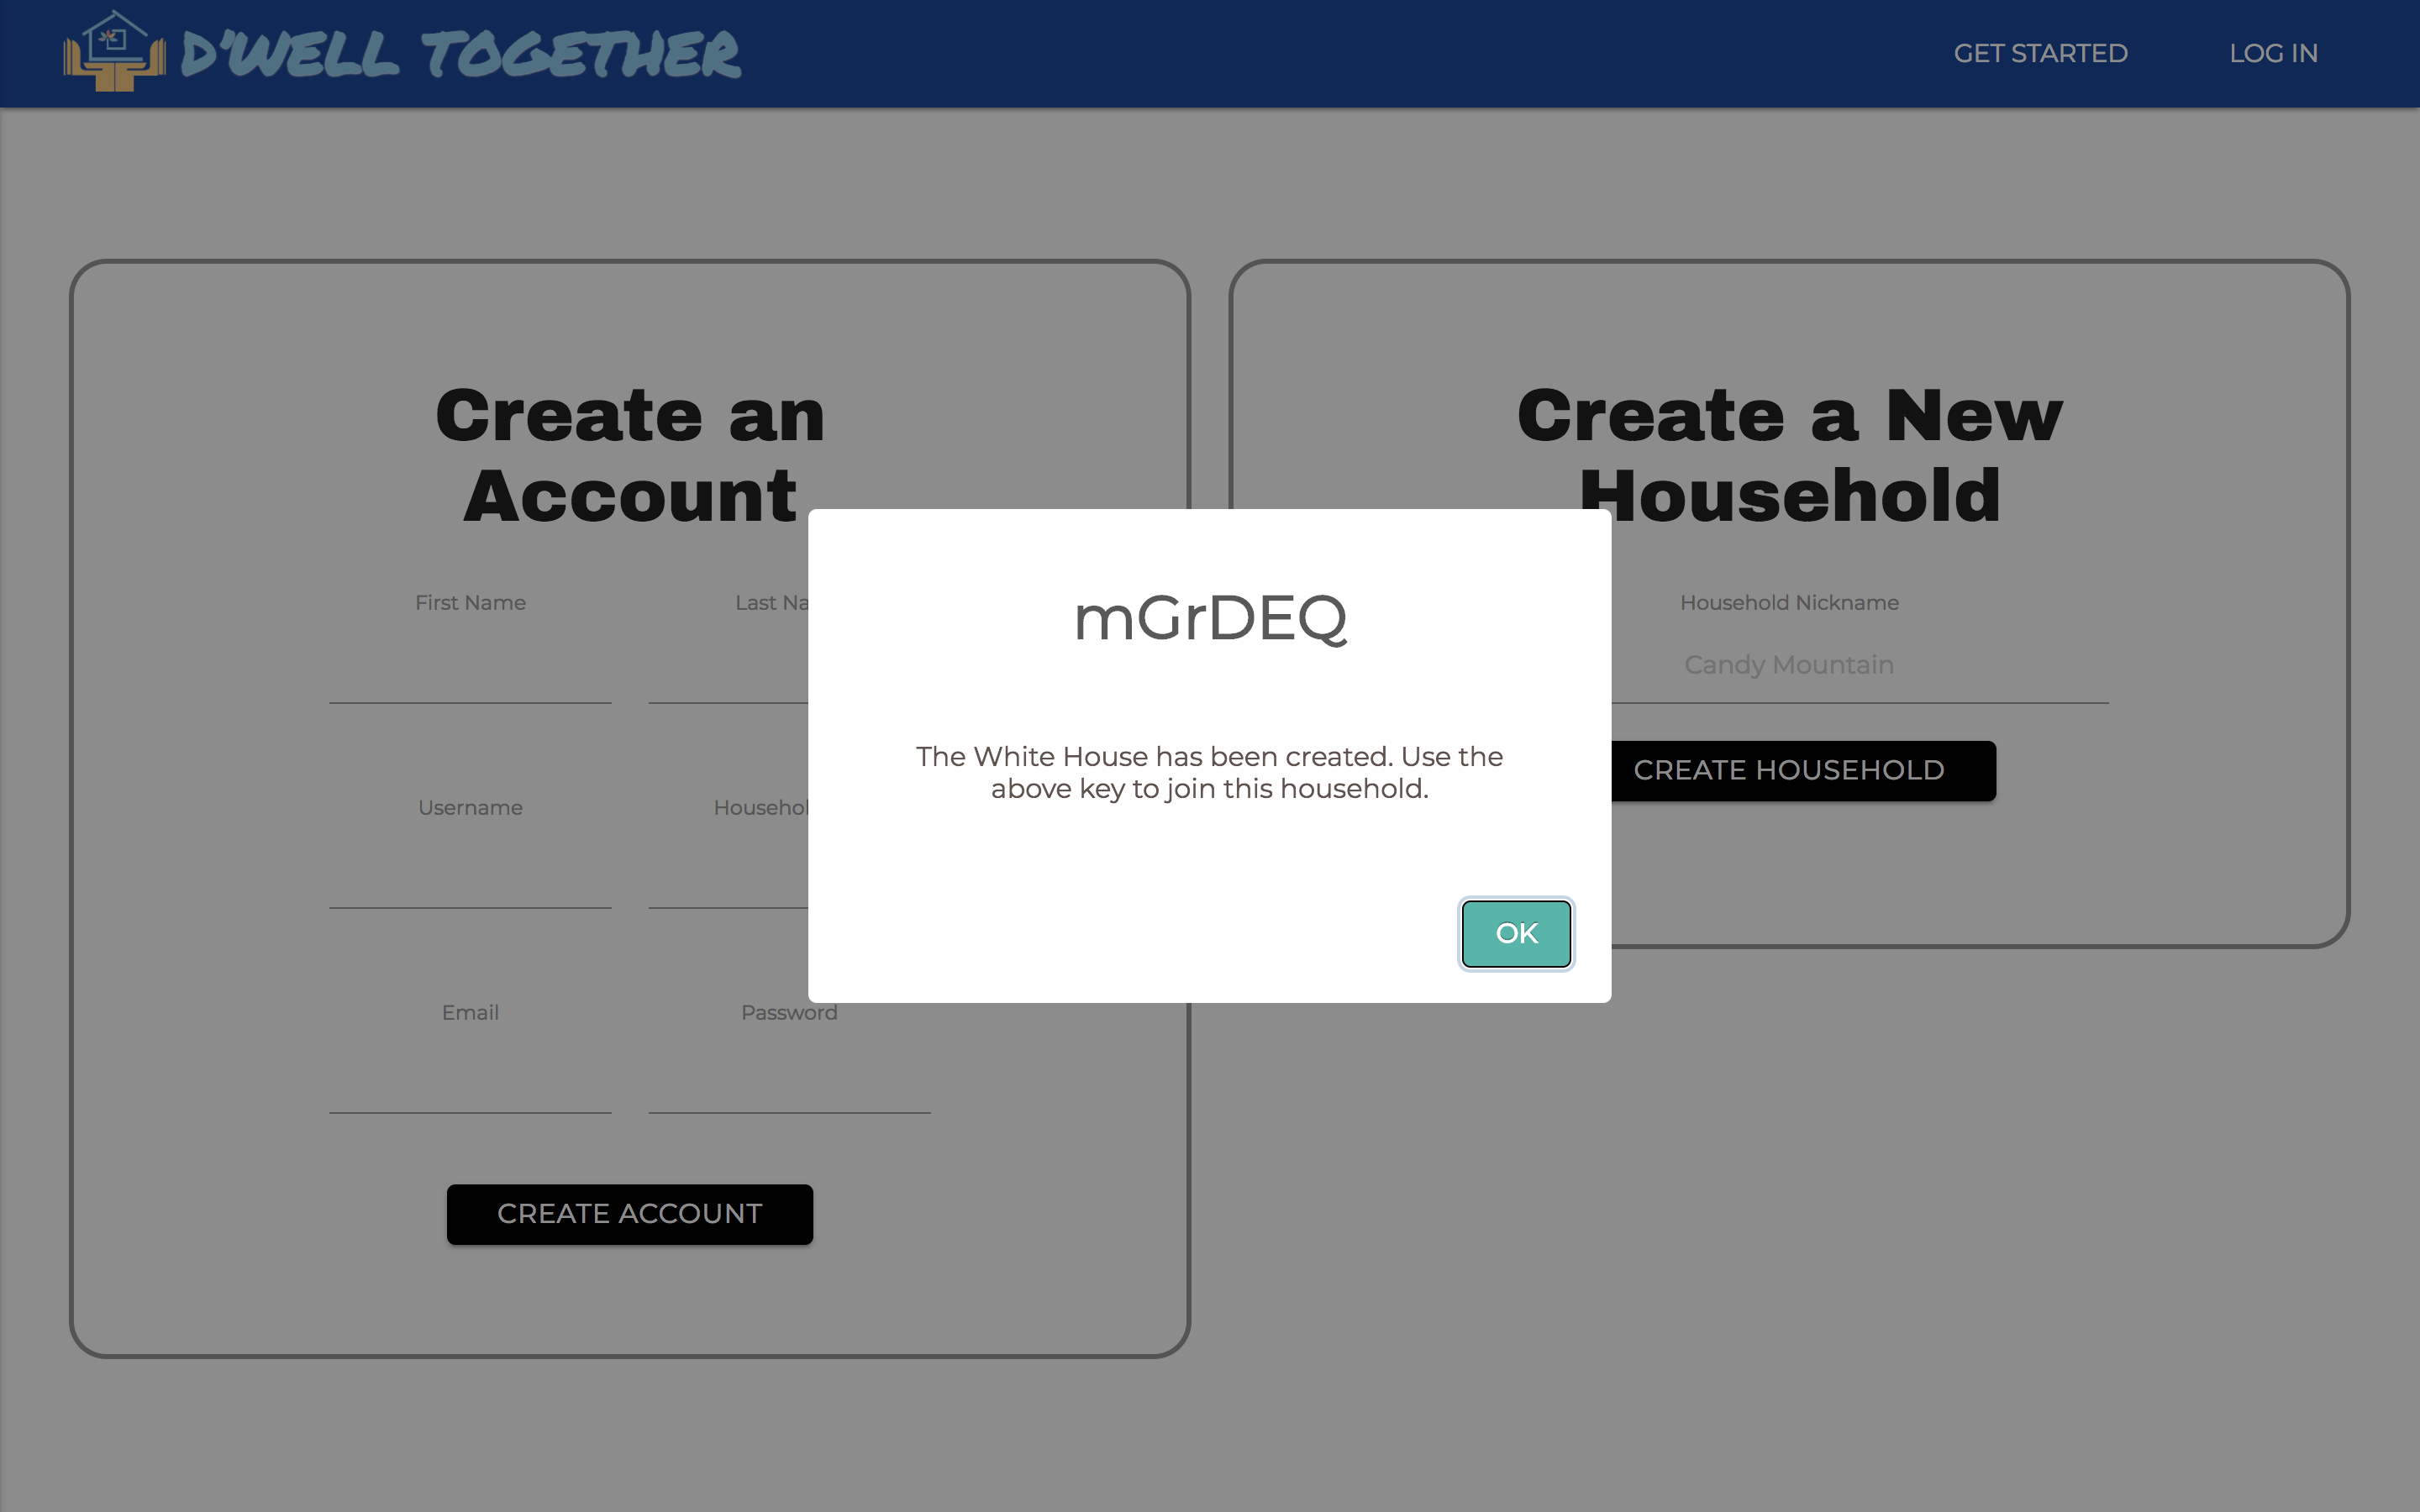 D'WELL TOGETHER
GET STARTED
LOG IN
Create an
Account
First Name
Last Na
Username
Househol
Email
Password
CREATE ACCOUNT
Create a New
Household
Household Nickname
Candy Mountain
CREATE HOUSEHOLD
mGrDEQ
The White House has been created. Use the
above key to join this household.
OK